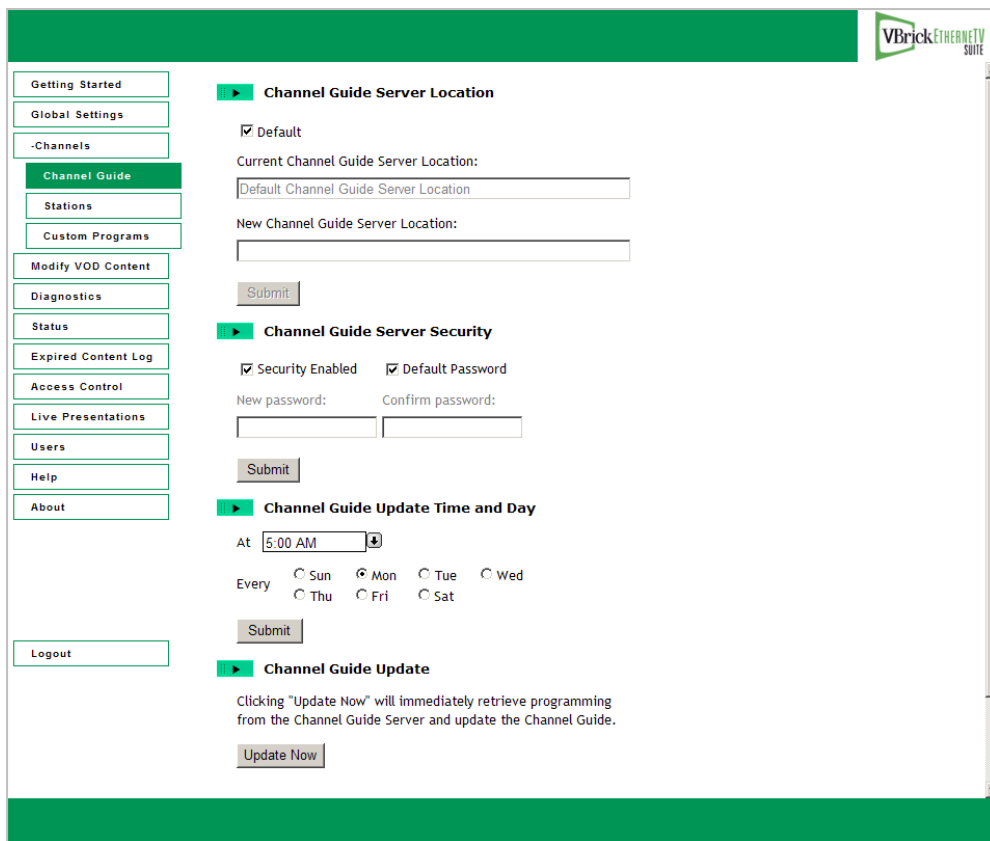 VBrick ETHERNETV
SUITE
Getting Started
Global Settings
-Channels
Channel Guide
Stations
Custom Programs
Modify VOD Content
Diagnostics
Status
Expired Content Log
Access Control
Live Presentations
Users
Help
About
Logout
Channel Guide Server Location
Default
Current Channel Guide Server Location:
Default Channel Guide Server Location
New Channel Guide Server Location:
Submit
Channel Guide Server Security
Security Enabled Default Password
New password: Confirm password:
Submit
Channel Guide Update Time and Day
At 5:00 AM
Every Sun Mon Tue Wed
Thu Fri Sat
Submit
Channel Guide Update
Clicking "Update Now" will immediately retrieve programming
from the Channel Guide Server and update the Channel Guide.
Update Now